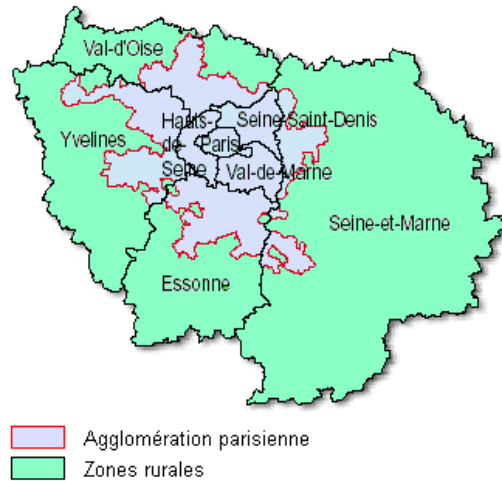 Val-d'Oise
Hauts- Seine-Saint-Denis
Yvelines
de- Paris
Seine Val-de-Marne
Seine-et-Marne
Essonne
Agglomération parisienne
Zones rurales